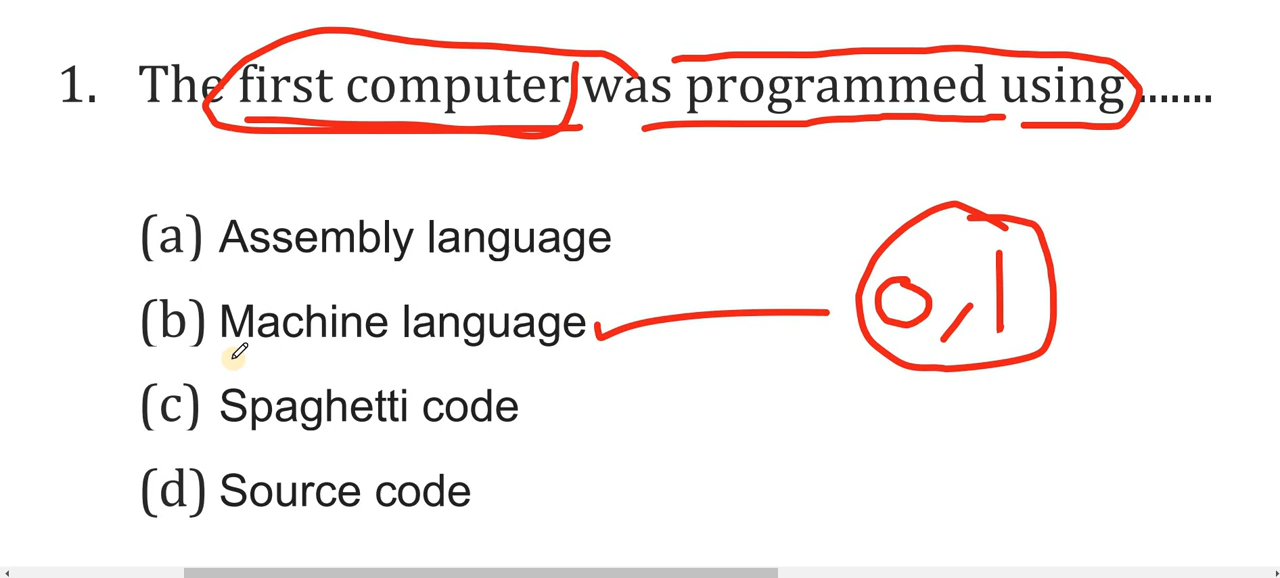 1. The first computer was programmed using.......
(a) Assembly language
(b) Machine language
0,1
(c) Spaghetti code
(d) Source code